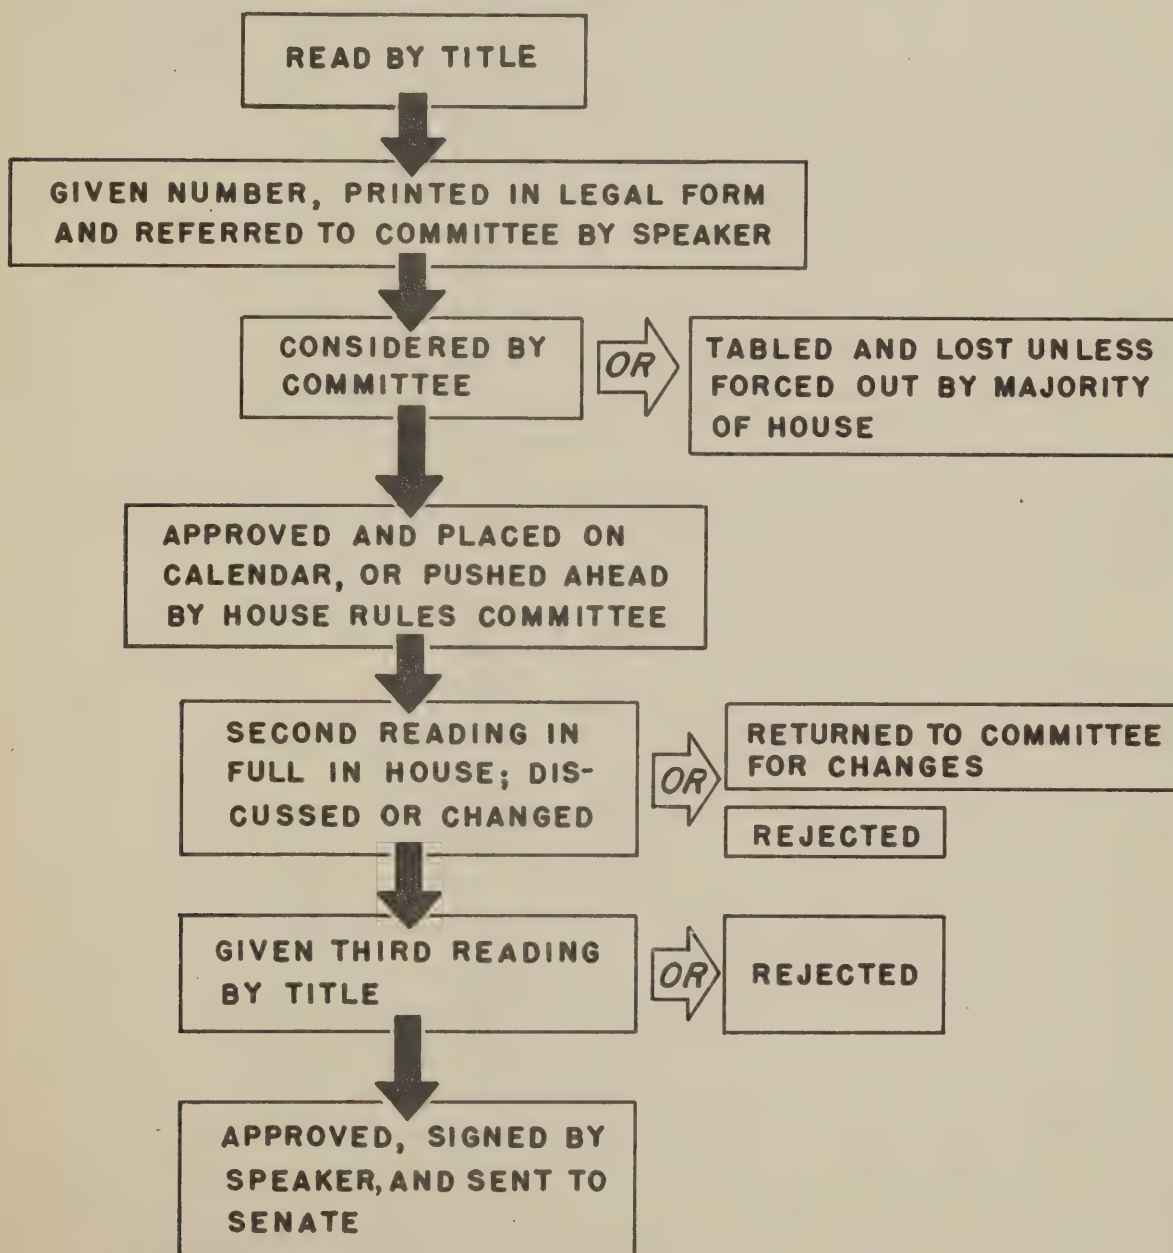 READ BY TITLE
GIVEN NUMBER, PRINTED IN LEGAL FORM
AND REFERRED TO COMMITTEE BY SPEAKER
CONSIDERED BY
COMMITTEE
OR
TABLED AND LOST UNLESS
FORCED OUT BY MAJORITY
OF HOUSE
APPROVED AND PLACED ON
CALENDAR, OR PUSHED AHEAD
BY HOUSE RULES COMMITTEE
SECOND READING IN
FULL IN HOUSE; DIS-
CUSSED OR CHANGED
OR
RETURNED TO COMMITTEE
FOR CHANGES
REJECTED
GIVEN THIRD READING
BY TITLE
OR
REJECTED
APPROVED, SIGNED BY
SPEAKER, AND SENT TO
SENATE